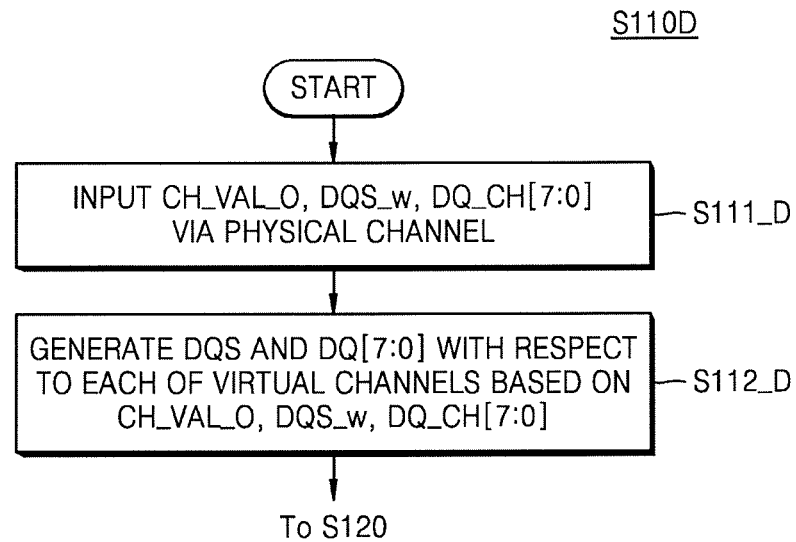 S110D
START
INPUT CH_VAL_O, DQS_w, DQ_CH[7:0]
VIA PHYSICAL CHANNEL
S111_D
GENERATE DQS AND DQ[7:0] WITH RESPECT
TO EACH OF VIRTUAL CHANNELS BASED ON
CH_VAL_O, DQS_w, DQ_CH[7:0]
S112_D
To S120